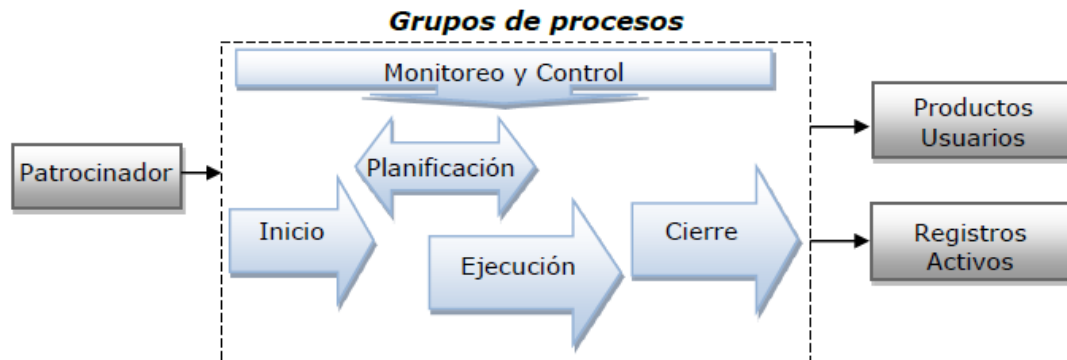 Grupos de procesos
Monitoreo y Control
Patrocinador
Planificación
Inicio
Ejecución
Cierre
Productos
Usuarios
Registros
Activos